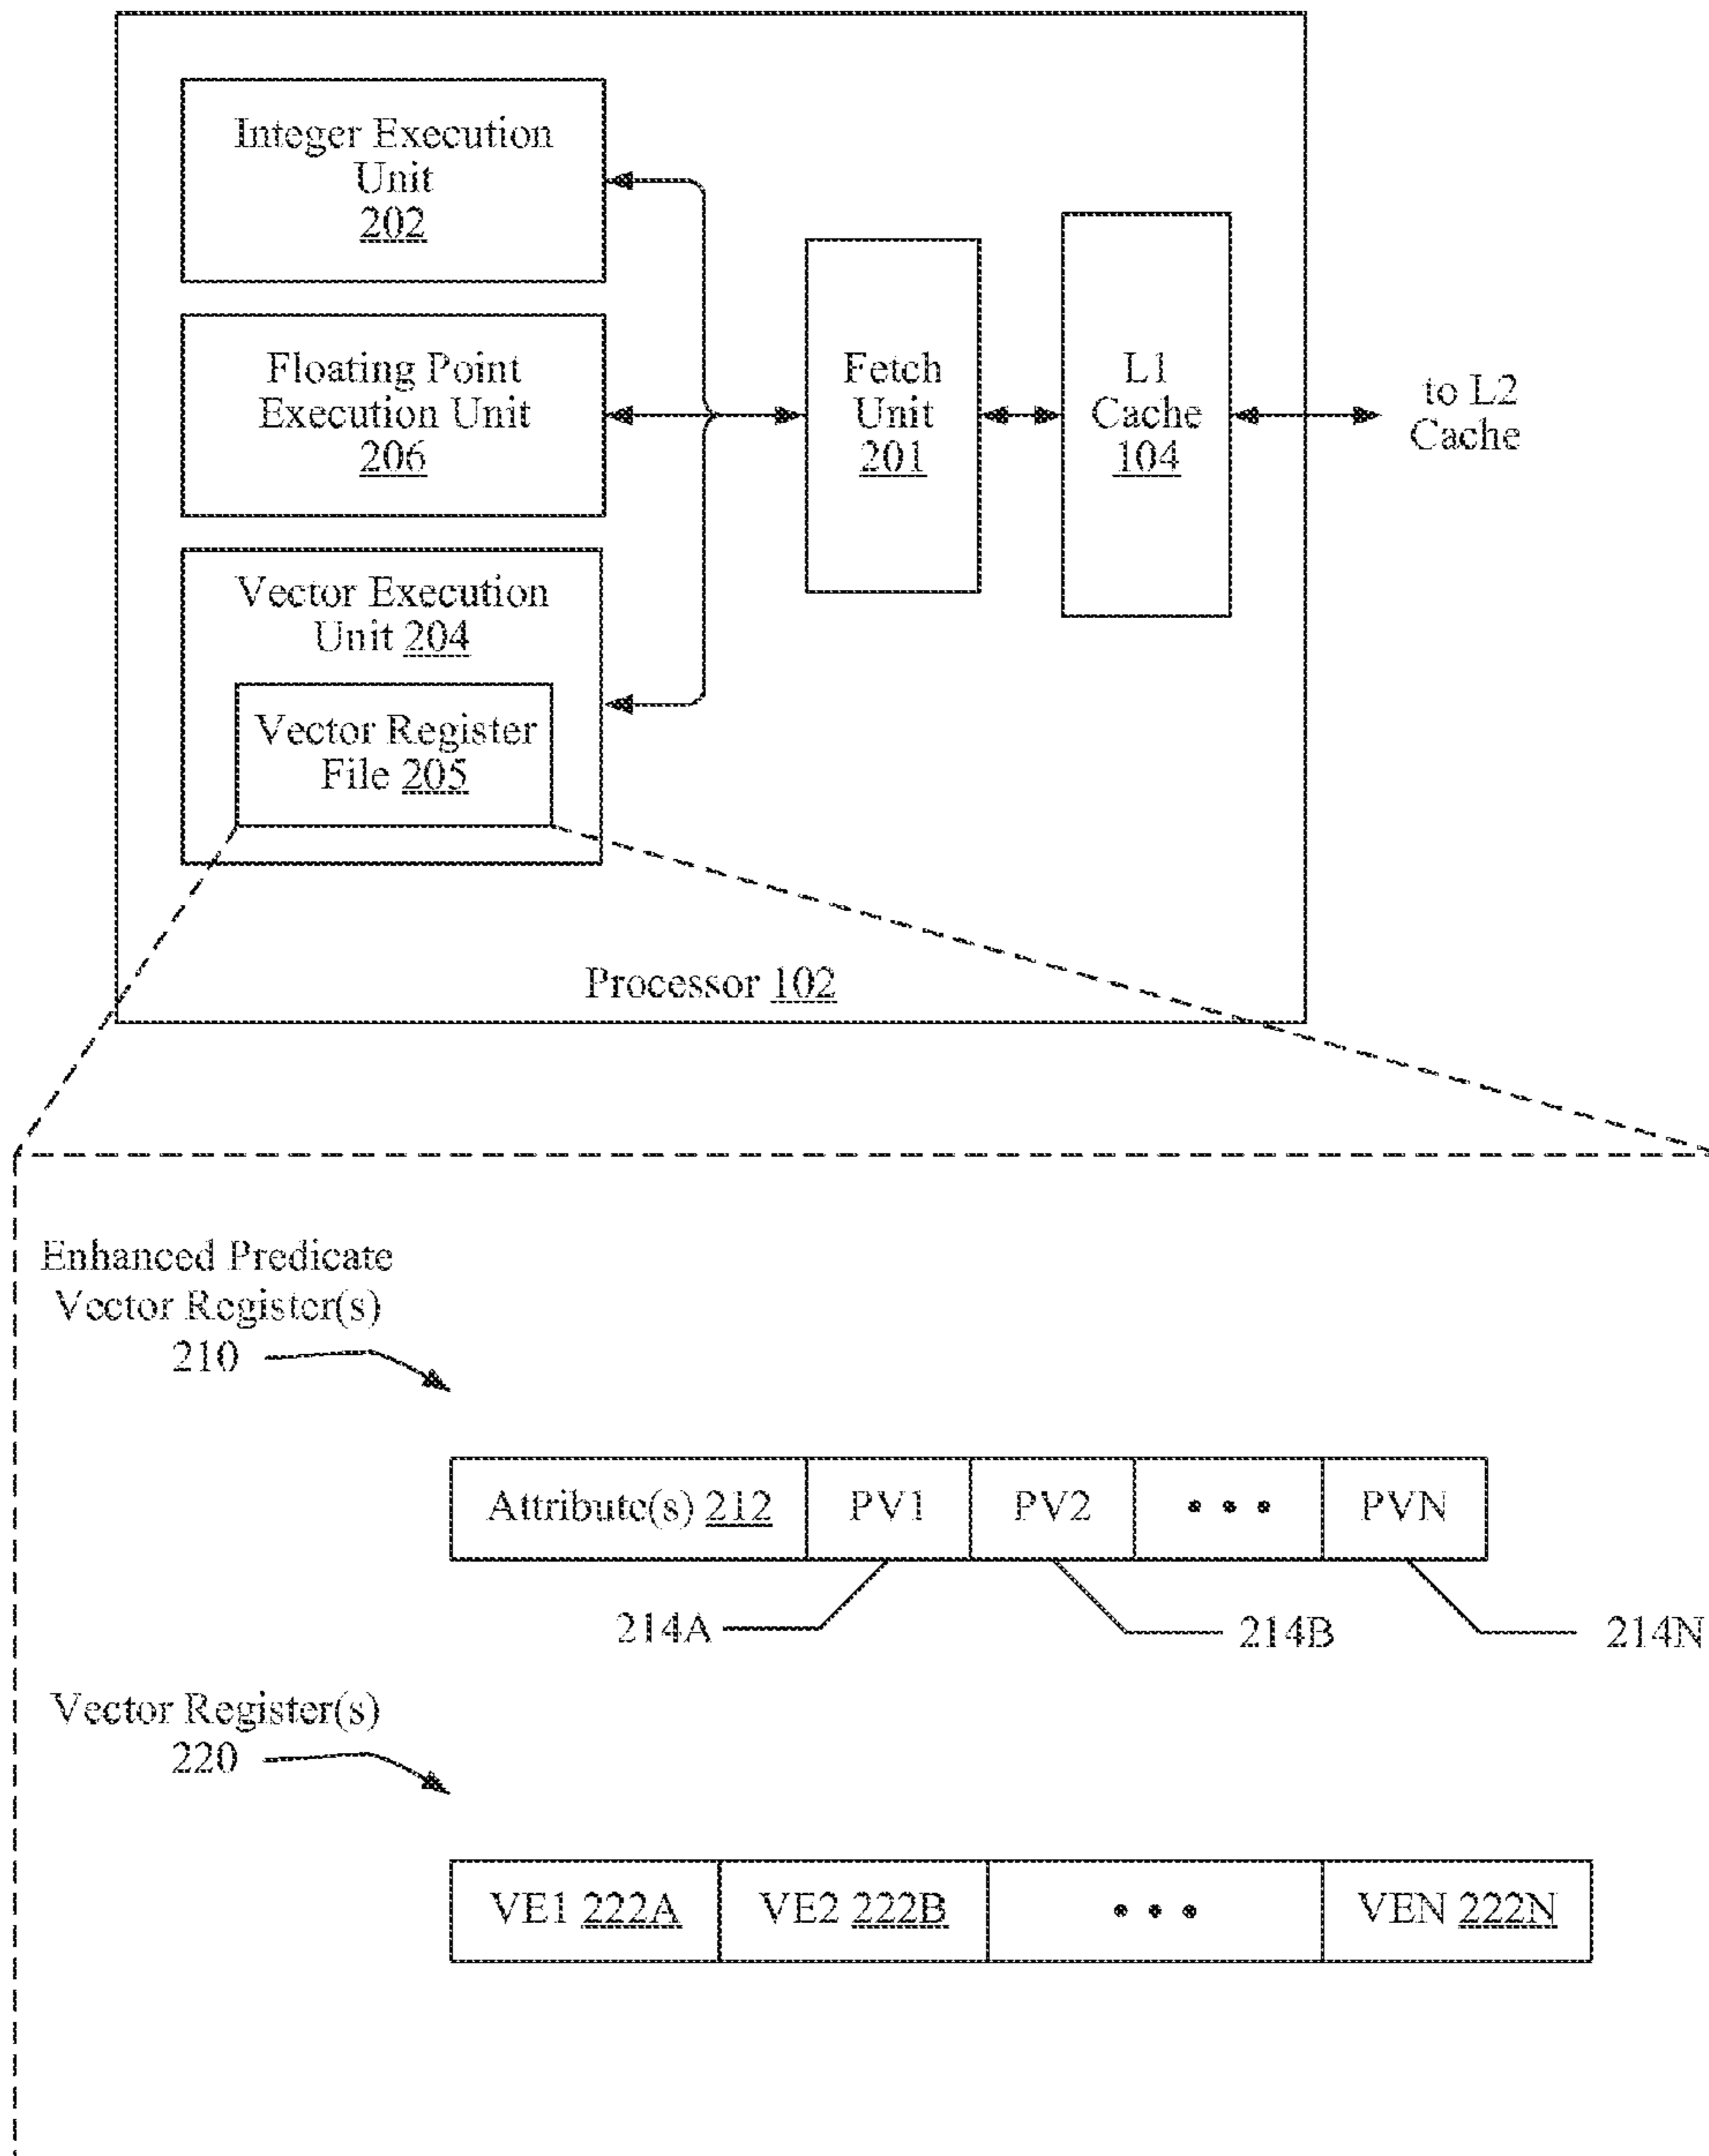 Integer Execution
Unit
202
Floating Point
Execution Unit
206
Vector Execution
Unit 204
Vector Register
File 205
Fetch
Unit
201
L1
Cache
104
to L2
Cache
Processor 102
Enhanced Predicate
Vector Register(s)
210
Attribute(s) 212 PV1 PV2 • • • PVN
214A 214B 214N
Vector Register(s)
220
VE1 222A VE2 222B • • • VEN 222N